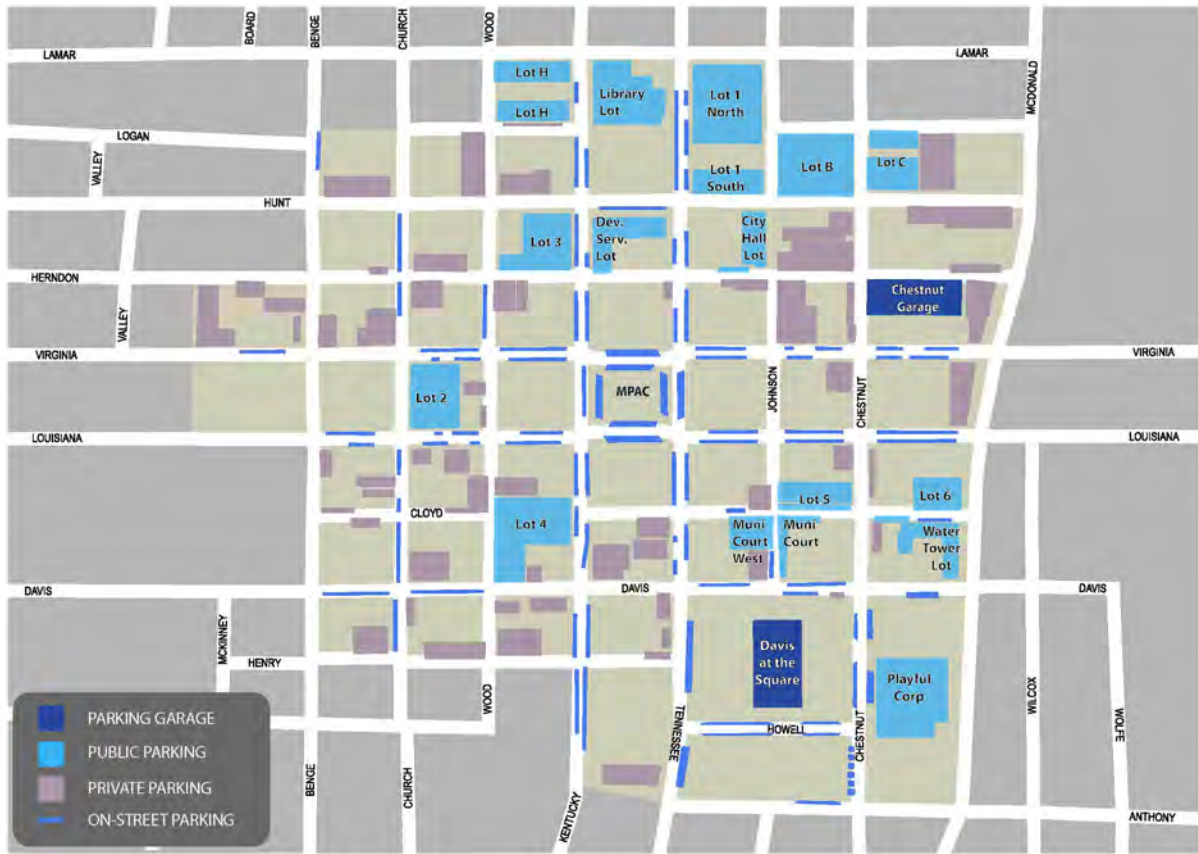 BOARD
BENGE
CHURCH
WOOD
LAMAR
LAMAR
MCDONALD
Lot H
Library
Lot
Lot 1
North
Lot H
LOGAN
VALLEY
Lot B
Lot C
Lot 1
South
HUNT
Lot 3
Dev.
Serv.
Lot
City
Hall
Lot
HERNDON
Chestnut
Garage
VALLEY
VIRGINIA
VIRGINIA
Lot 2
MPAC
JOHNSON
CHESTNUT
LOUISIANA
LOUISIANA
Lot 5
Lot 6
CLOYD
Lot 4
Muni
Court
West
Muni
Court
Water
Tower
Lot
DAVIS
DAVIS
DAVIS
MCKINNEY
HENRY
Davis
at the
Square
Playful
Corp
WOOD
TENNESSEE
HOWELL
CHESTNUT
WILCOX
WOLFE
BENGE
CHURCH
KENTUCKY
ANTHONY
PARKING GARAGE
PUBLIC PARKING
PRIVATE PARKING
ON-STREET PARKING